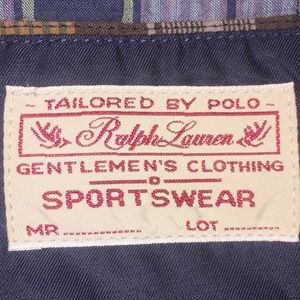 - TAILORED BY POLO -
Ralph Lauren
GENTLEMEN'S CLOTHING
SPORTSWEAR
MR. ............... LOT ...............